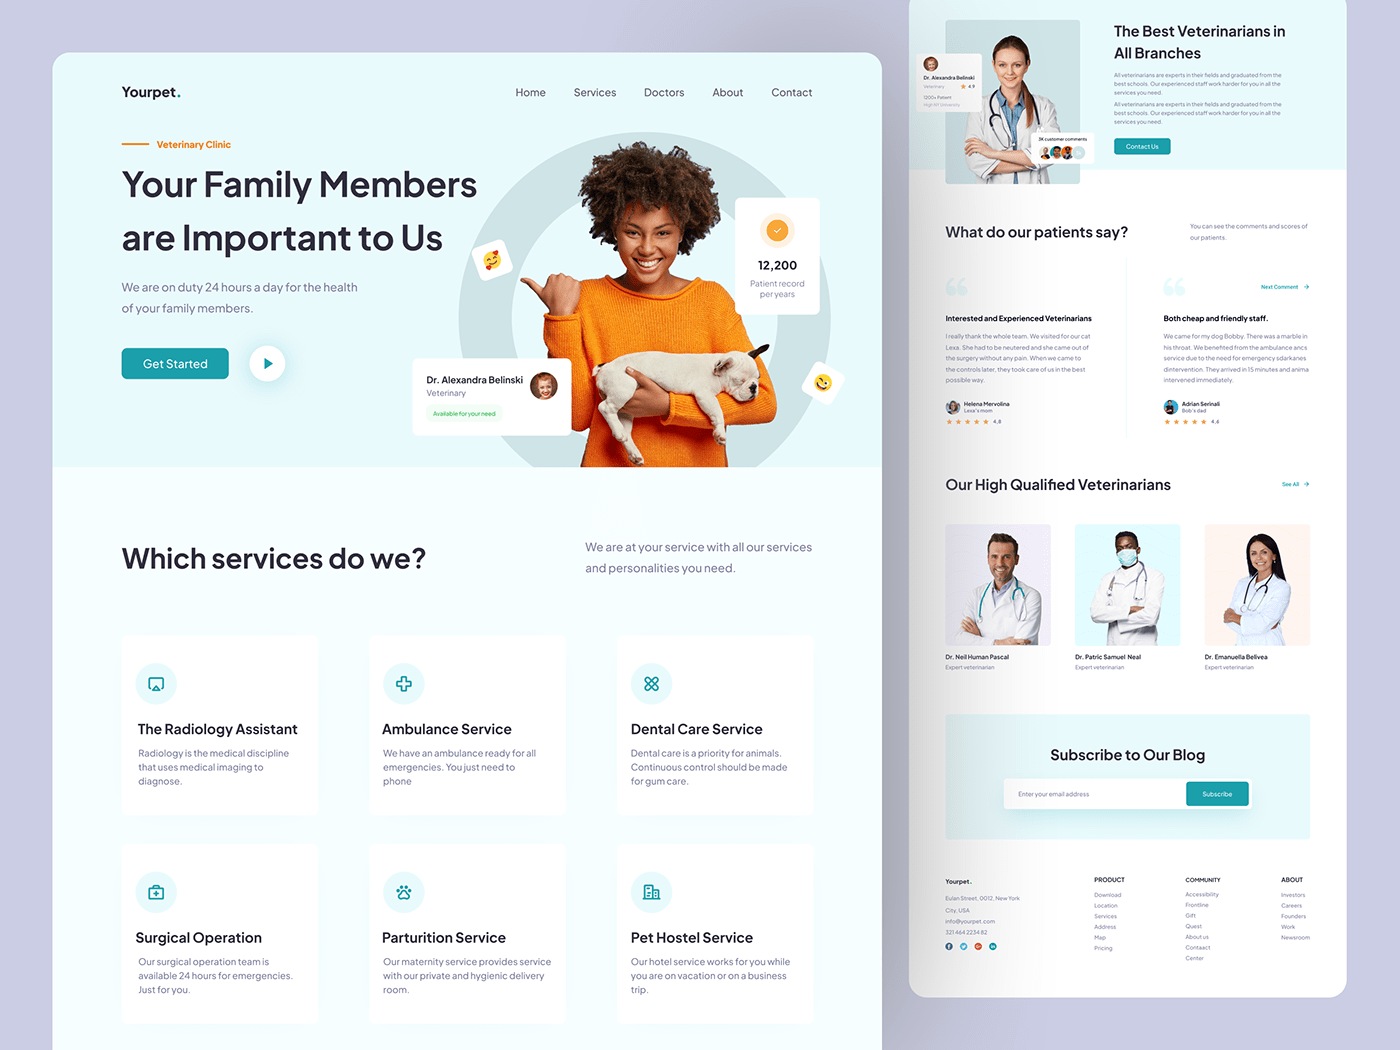 Yourpet.
Home Services Doctors About Contact
Veterinary Clinic
Your Family Members
are Important to Us
We are on duty 24 hours a day for the health
of your family members.
Get Started
12,200
Patient record
per years
Dr. Alexandra Belinski
Veterinary
Available for your need
Which services do we?
We are at your service with all our services
and personalities you need.
The Radiology Assistant
Radiology is the medical discipline
that uses medical imaging to
diagnose.
Ambulance Service
We have an ambulance ready for all
emergencies. You just need to
phone
Dental Care Service
Dental care is a priority for animals.
Continuous control should be made
for gum care.
Surgical Operation
Our surgical operation team is
available 24 hours for emergencies.
Just for you.
Parturition Service
Our maternity service provides service
with our private and hygienic delivery
room.
Pet Hostel Service
Our hotel service works for you while
you are on vacation or on a business
trip.
Dr. Alexandra Belinski
Veterinary 4.9
1200+ Patient
High NY University
3K customer comments
The Best Veterinarians in
All Branches
All veterinarians are experts in their fields and graduated from the
best schools. Our experienced staff work harder for you in all the
services you need.
All veterinarians are experts in their fields and graduated from the
best schools. Our experienced staff work harder for you in all the
services you need.
Contact Us
What do our patients say?
You can see the comments and scores of
our patients.
Next Comment
Interested and Experienced Veterinarians
I really thank the whole team. We visited for our cat
Lexa. She had to be neutered and she came out of
the surgery without any pain. When we came to
the controls later, they took care of us in the best
possible way.
Helena Mervolina
Lexa's mom
4,8
Both cheap and friendly staff.
We came for my dog Bobby. There was a marble in
his throat. We benefited from the ambulance ancs
service due to the need for emergency sdarkanes
dintervention. They arrived in 15 minutes and anima
intervened immediately.
Adrian Serinali
Bob's dad
4,6
Our High Qualified Veterinarians
See All
Dr. Neil Human Pascal
Expert veterinarian
Dr. Patric Samuel Neal
Expert veterinarian
Dr. Emanuella Belivea
Expert veterinarian
Subscribe to Our Blog
Enter your email address
Subscribe
Yourpet.
Eulan Street, 0012, New York
City, USA
info@yourpet.com
321 464 2234 82
PRODUCT
Download
Location
Services
Address
Map
Pricing
COMMUNITY
Accessibility
Frontline
Gift
Quest
About us
Contaact
Center
ABOUT
Investors
Careers
Founders
Work
Newsroom